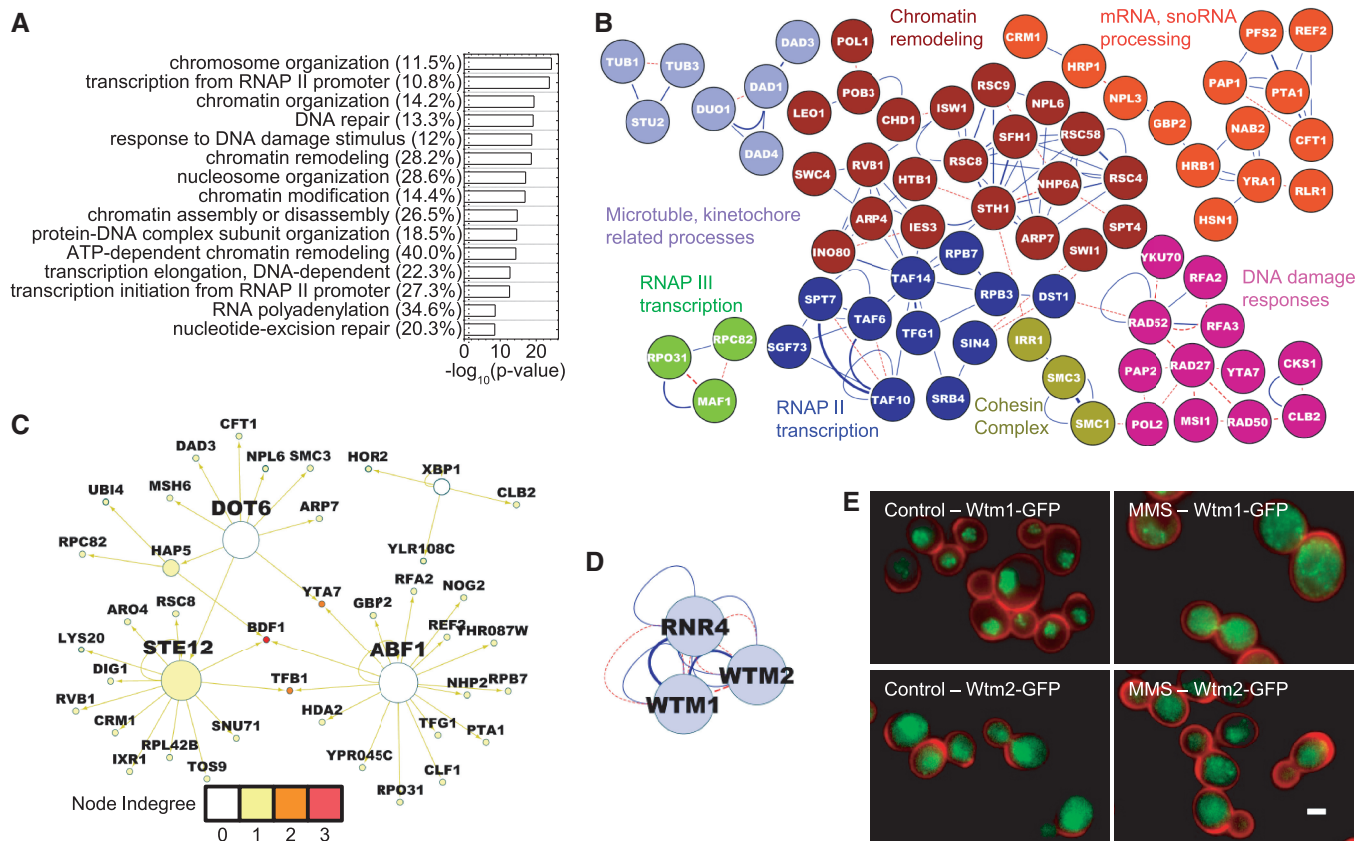 A
chromosome organization (11.5%)
transcription from RNAP II promoter (10.8%)
chromatin organization (14.2%)
DNA repair (13.3%)
response to DNA damage stimulus (12%)
chromatin remodeling (28.2%)
nucleosome organization (28.6%)
chromatin modification (14.4%)
chromatin assembly or disassembly (26.5%)
protein-DNA complex subunit organization (18.5%)
ATP-dependent chromatin remodeling (40.0%)
transcription elongation, DNA-dependent (22.3%)
transcription initiation from RNAP II promoter (27.3%)
RNA polyadenylation (34.6%)
nucleotide-excision repair (20.3%)
0 10 20
-log10(p-value)
B
Chromatin
remodeling
mRNA, snoRNA
processing
Microtuble, kinetochore
related processes
RNAP III
transcription
RNAP II
transcription
Cohesin
Complex
DNA damage
responses
TUB1
TUB3
STU2
DUO1
DAD1
DAD3
DAD4
POL1
POB3
LEO1
CHD1
ISW1
RSC9
NPL6
SFH1
RSC58
RSC8
RSC4
NHP6A
STH1
SPT4
ARP7
SWI1
SWC4
RVB1
HTB1
ARP4
IES3
INO80
CRM1
HRP1
NPL3
GBP2
HRB1
NAB2
YRA1
RLR1
HSN1
PFS2
REF2
PAP1
PTA1
CFT1
RPB7
TAF14
RPB3
DST1
SPT7
TAF6
TFG1
SIN4
SGF73
TAF10
SRB4
RPC82
RPO31
MAF1
IRR1
SMC3
SMC1
YKU70
RFA2
RAD52
RFA3
PAP2
RAD27
YTA7
CKS1
POL2
MSI1
RAD50
CLB2
C
CFT1
DAD3
NPL6
SMC3
MSH6
UBI4
DOT6
ARP7
RPC82
HAP5
HOR2
XBP1
CLB2
YLR108C
RFA2
NOG2
YTA7
GBP2
REF2
YHR087W
ARO4
RSC8
BDF1
LYS20
STE12
ABF1
DIG1
TFB1
NHP2
RPB7
RVB1
HDA2
TFG1
PTA1
CRM1
SNU71
RPL42B
IXR1
TOS9
YPR045C
CLF1
RPO31
Node Indegree
0 1 2 3
D
RNR4
WTM2
WTM1
E
Control – Wtm1-GFP
MMS – Wtm1-GFP
Control – Wtm2-GFP
MMS – Wtm2-GFP